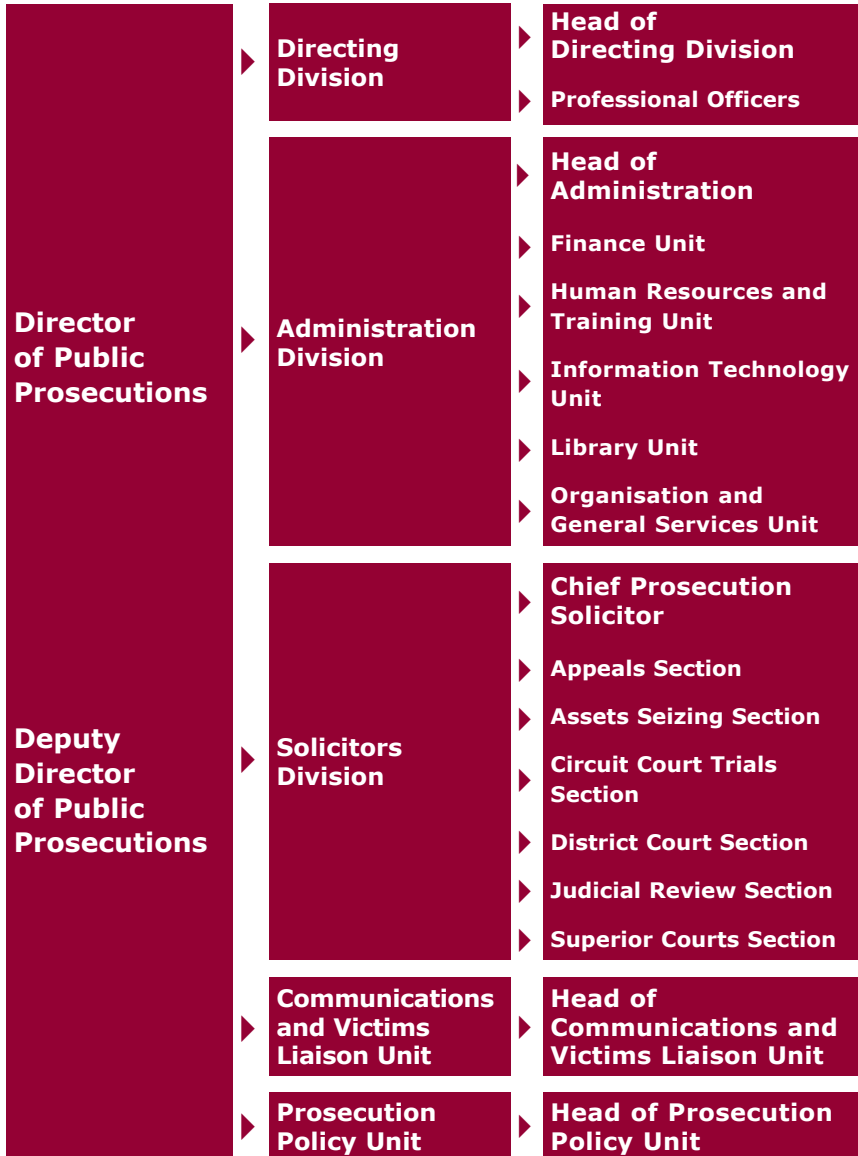 Director
of Public
Prosecutions
Deputy
Director
of Public
Prosecutions
Directing
Division
Head of
Directing Division
Professional Officers
Administration
Division
Head of
Administration
Finance Unit
Human Resources and
Training Unit
Information Technology
Unit
Library Unit
Organisation and
General Services Unit
Solicitors
Division
Chief Prosecution
Solicitor
Appeals Section
Assets Seizing Section
Circuit Court Trials
Section
District Court Section
Judicial Review Section
Superior Courts Section
Communications
and Victims
Liaison Unit
Head of
Communications and
Victims Liaison Unit
Prosecution
Policy Unit
Head of Prosecution
Policy Unit